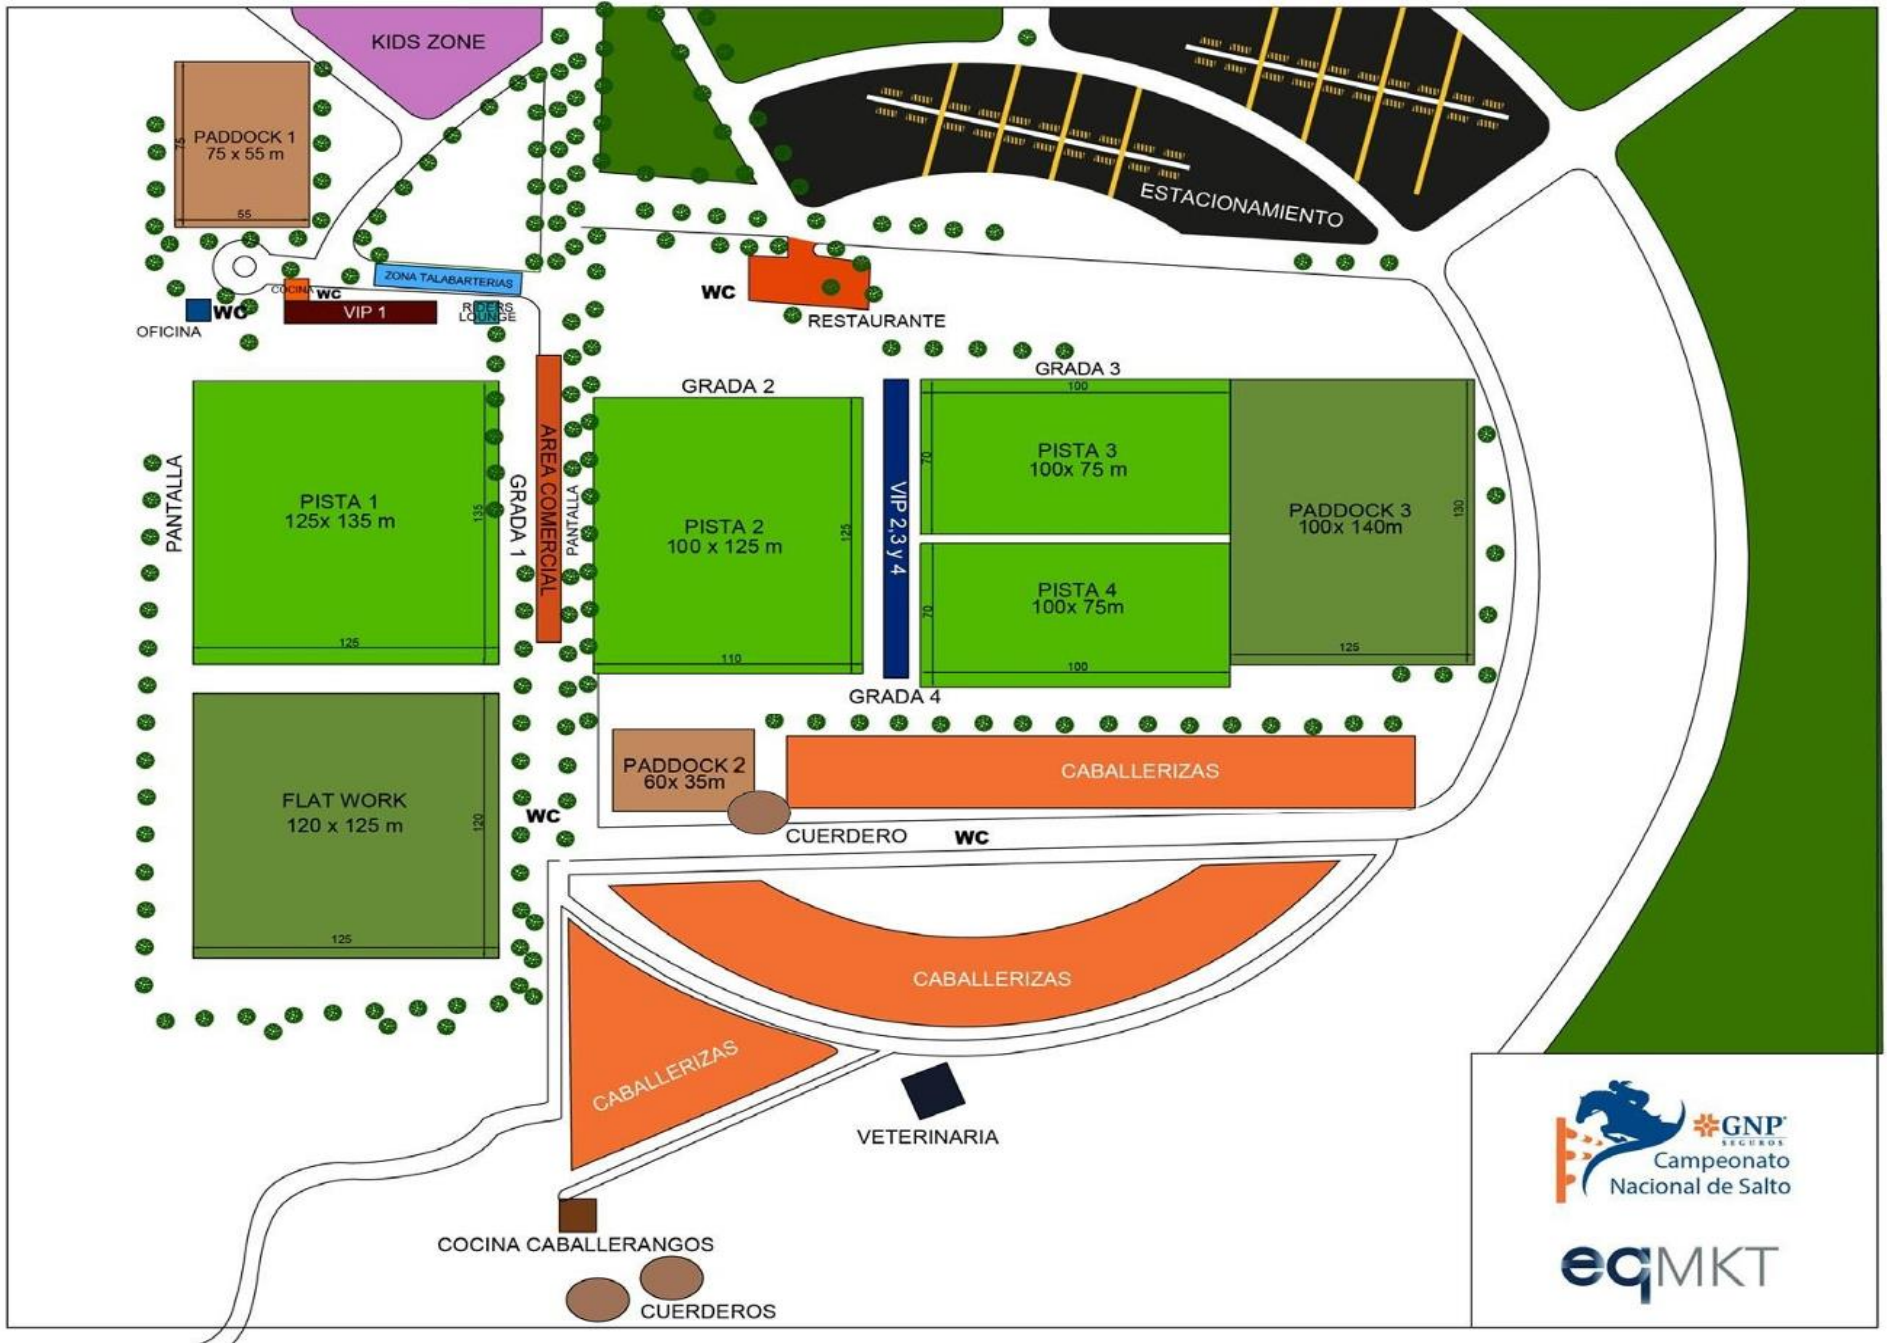 KIDS ZONE
PADDOCK 1
75 x 55 m
75
55
ESTACIONAMIENTO
ZONA TALABARTERIAS
COCINA
WC
WC
VIP 1
RIDERS
LOUNGE
OFICINA
WC
RESTAURANTE
GRADA 2
GRADA 3
100
PANTALLA
PISTA 1
125x 135 m
135
125
GRADA 1
AREA COMERCIAL
PANTALLA
PISTA 2
100 x 125 m
125
110
VIP 2,3 y 4
70
PISTA 3
100x 75 m
70
PISTA 4
100x 75m
100
PADDOCK 3
100x 140m
130
125
GRADA 4
PADDOCK 2
60x 35m
CABALLERIZAS
FLAT WORK
120 x 125 m
120
125
WC
CUERDERO
WC
CABALLERIZAS
CABALLERIZAS
VETERINARIA
COCINA CABALLERANGOS
CUERDEROS
GNP
SEGUROS
Campeonato
Nacional de Salto
eqMKT